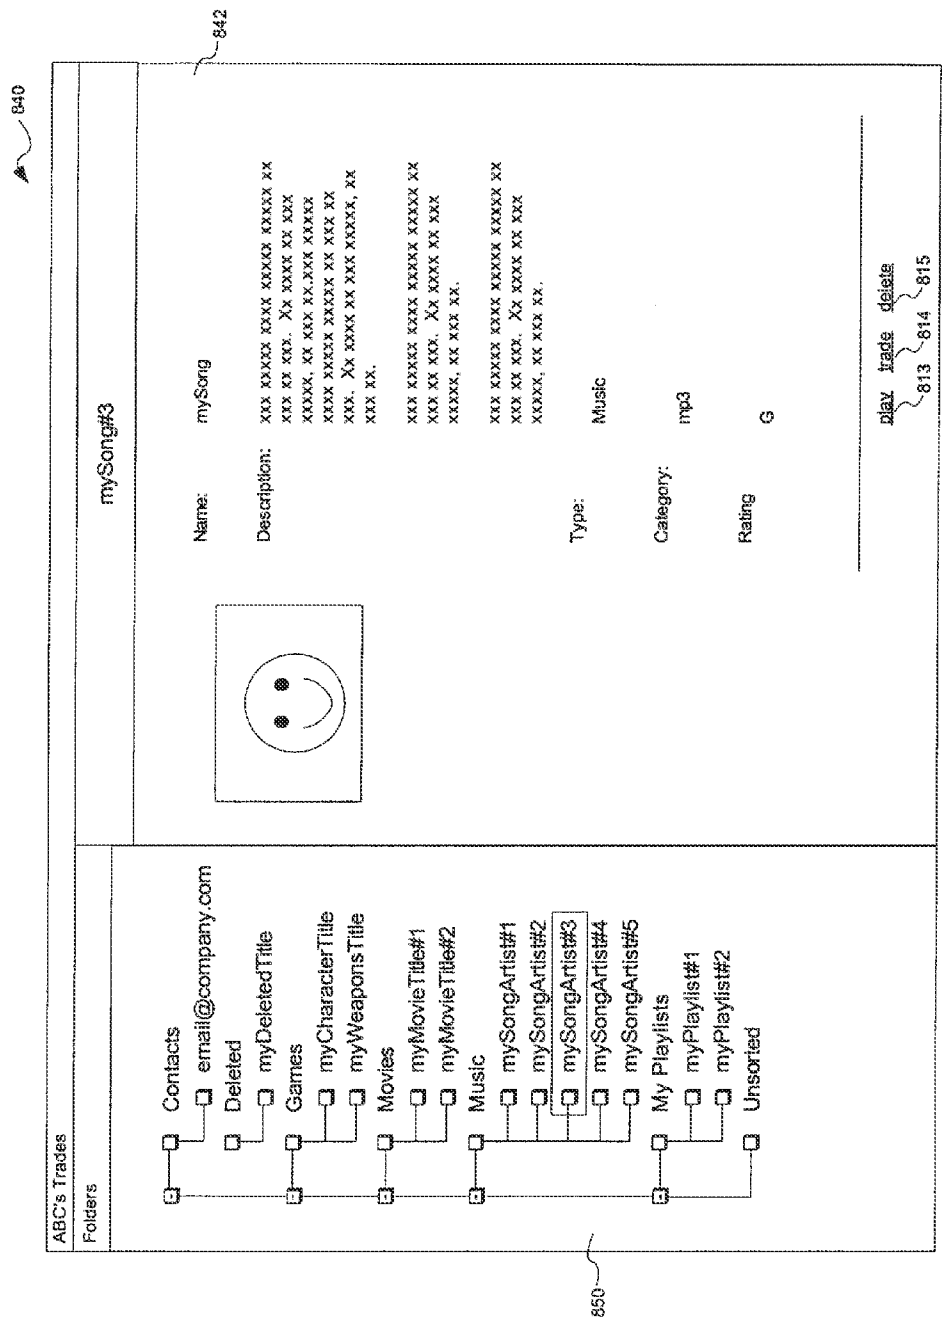 840
ABC's Trades
Folders
mySong#3
842
Contacts
email@company.com
Deleted
myDeletedTitle
Games
myCharacterTitle
myWeaponsTitle
Movies
myMovieTitle#1
myMovieTitle#2
Music
mySongArtist#1
mySongArtist#2
mySongArtist#3
mySongArtist#4
mySongArtist#5
My Playlists
myPlaylist#1
myPlaylist#2
Unsorted
850
Name: mySong
Description: xxx xxxxx xxxx xxxxx xxxxx xx
xxx xx xxx. Xx xxxx xx xxx
xxxxx, xx xxx xx.xxx xxxxx
xxxx xxxxx xxxxx xx xxx xx
xxx. Xx xxxx xx xxx xxxxx, xx
xxx xx.
xxx xxxxx xxxx xxxxx xxxxx xx
xxx xx xxx. Xx xxxx xx xxx
xxxxx, xx xxx xx.
xxx xxxxx xxxx xxxxx xxxxx xx
xxx xx xxx. Xx xxxx xx xxx
xxxxx, xx xxx xx.
Type: Music
Category: mp3
Rating G
play trade delete
813 814 815